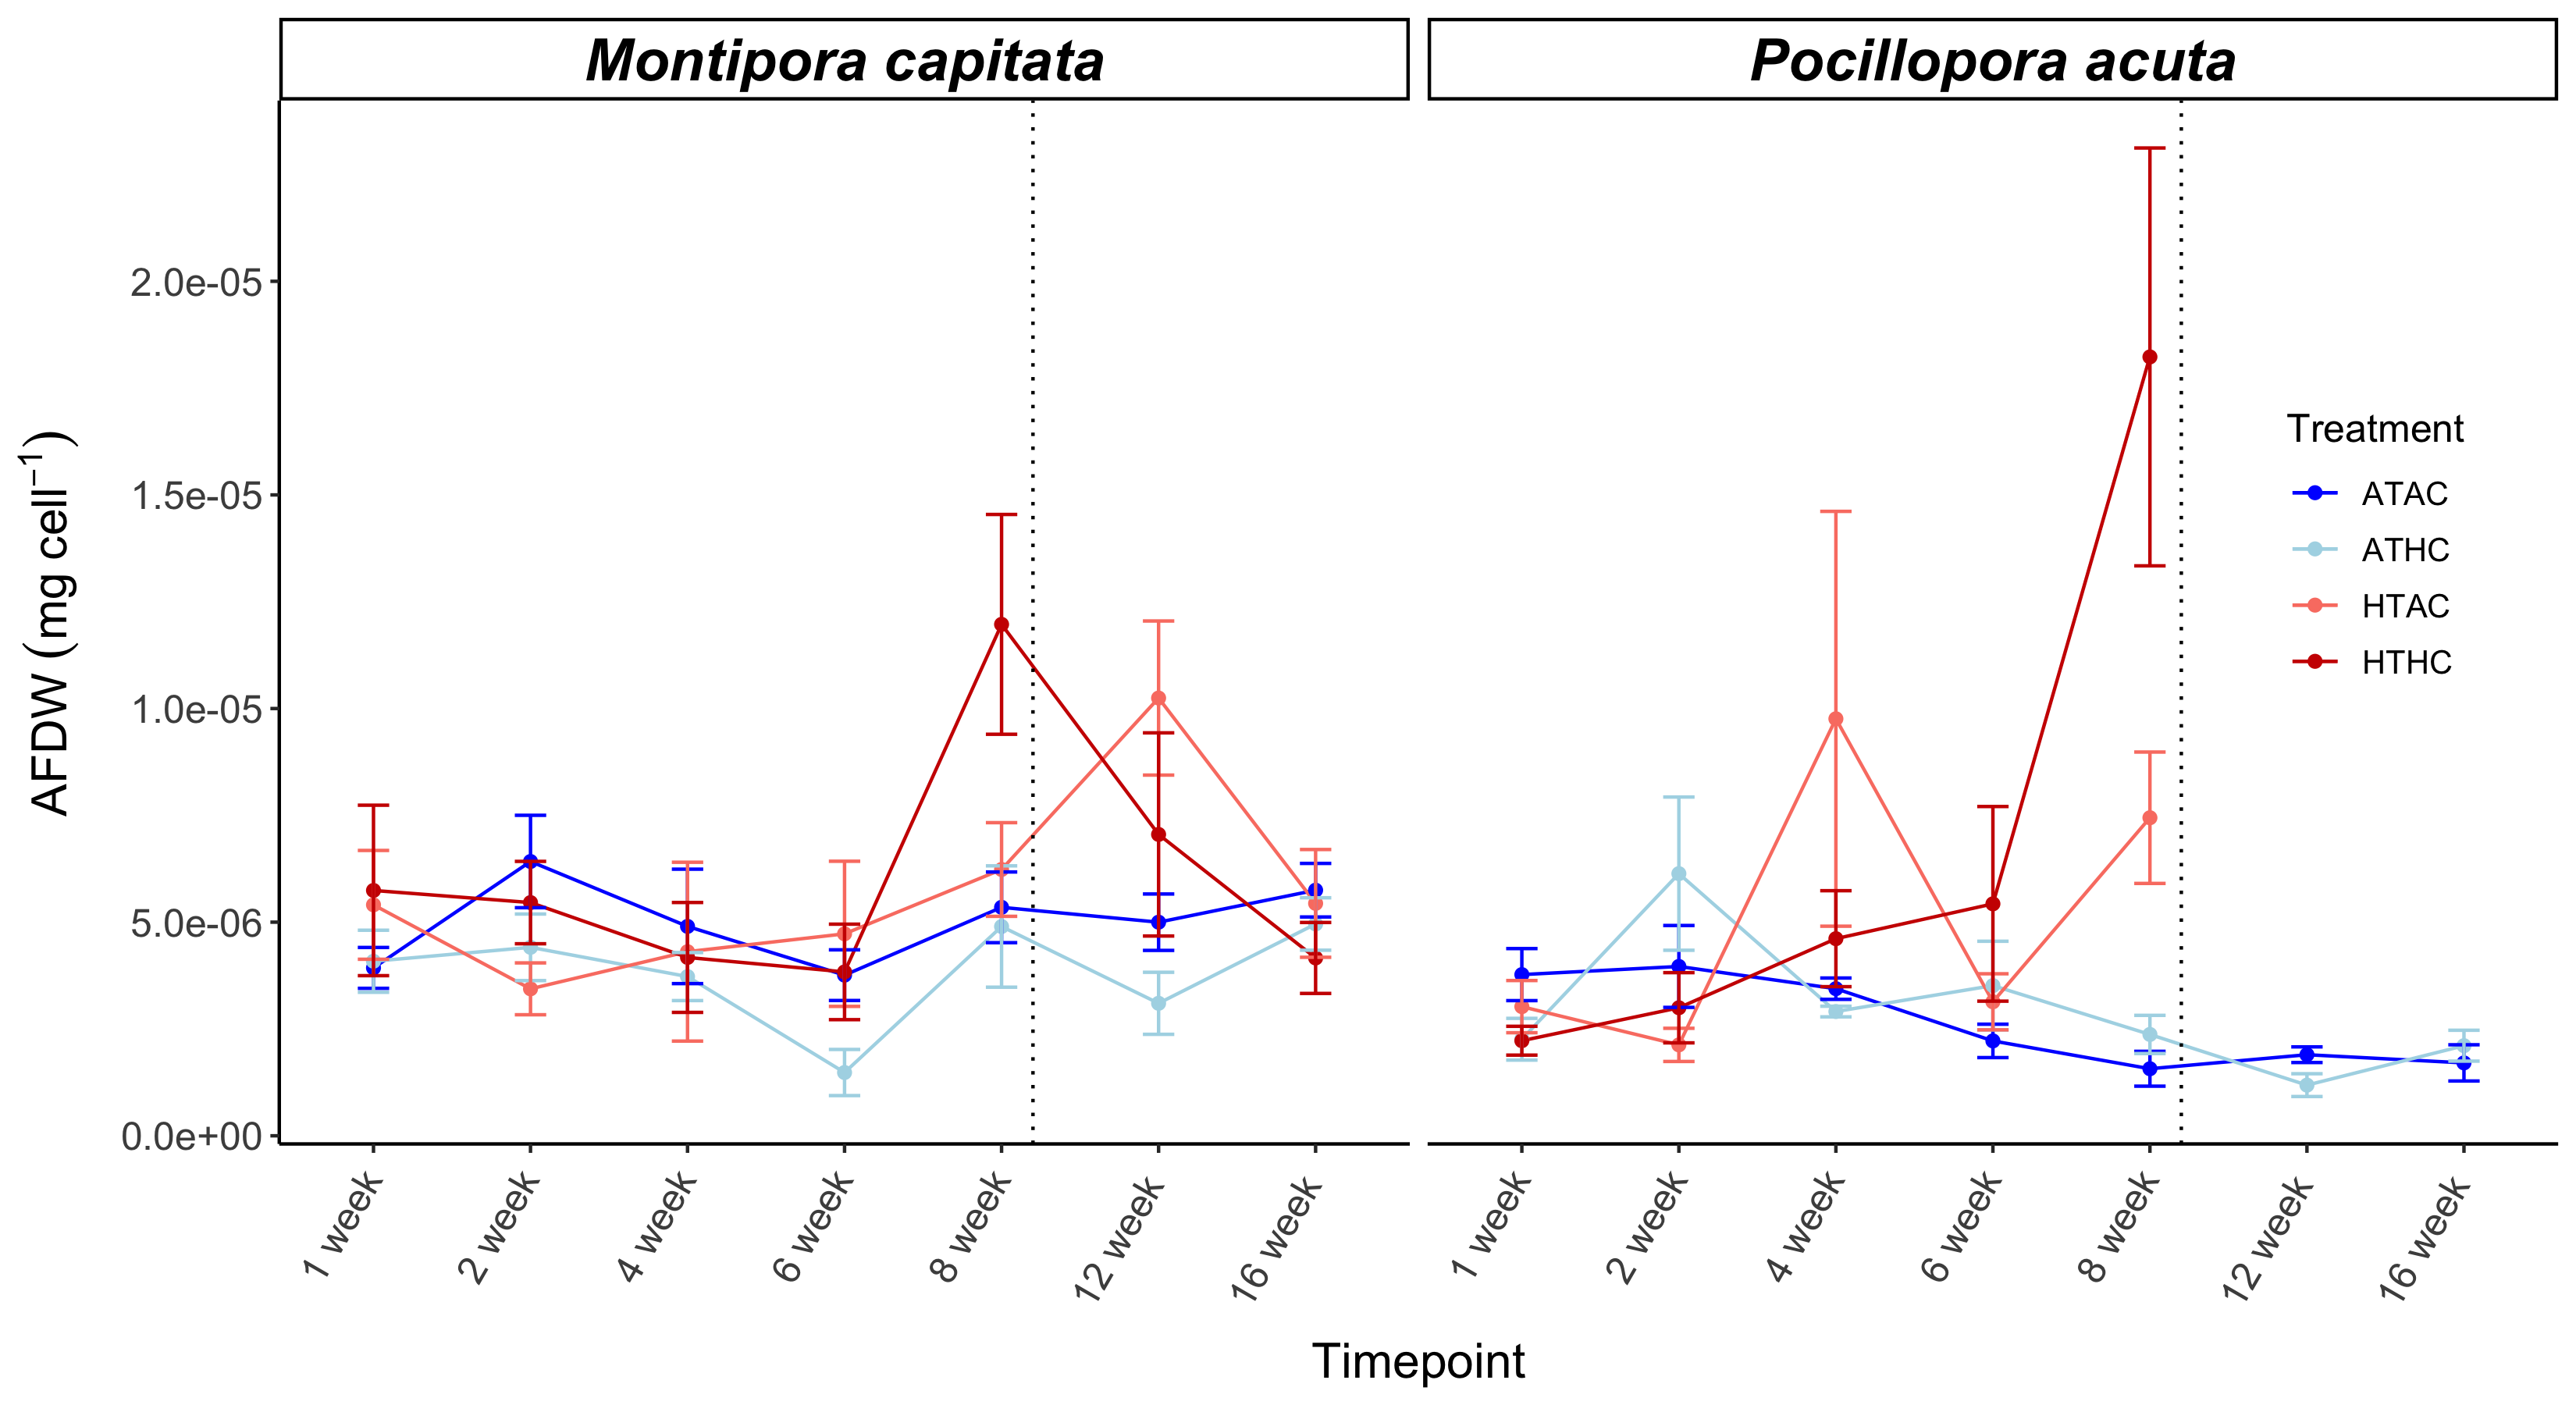 Montipora capitata
Pocillopora acuta
AFDW (mg cell⁻¹)
2.0e-05
1.5e-05
1.0e-05
5.0e-06
0.0e+00
Treatment
ATAC
ATHC
HTAC
HTHC
1 week
2 week
4 week
6 week
8 week
12 week
16 week
1 week
2 week
4 week
6 week
8 week
12 week
16 week
Timepoint